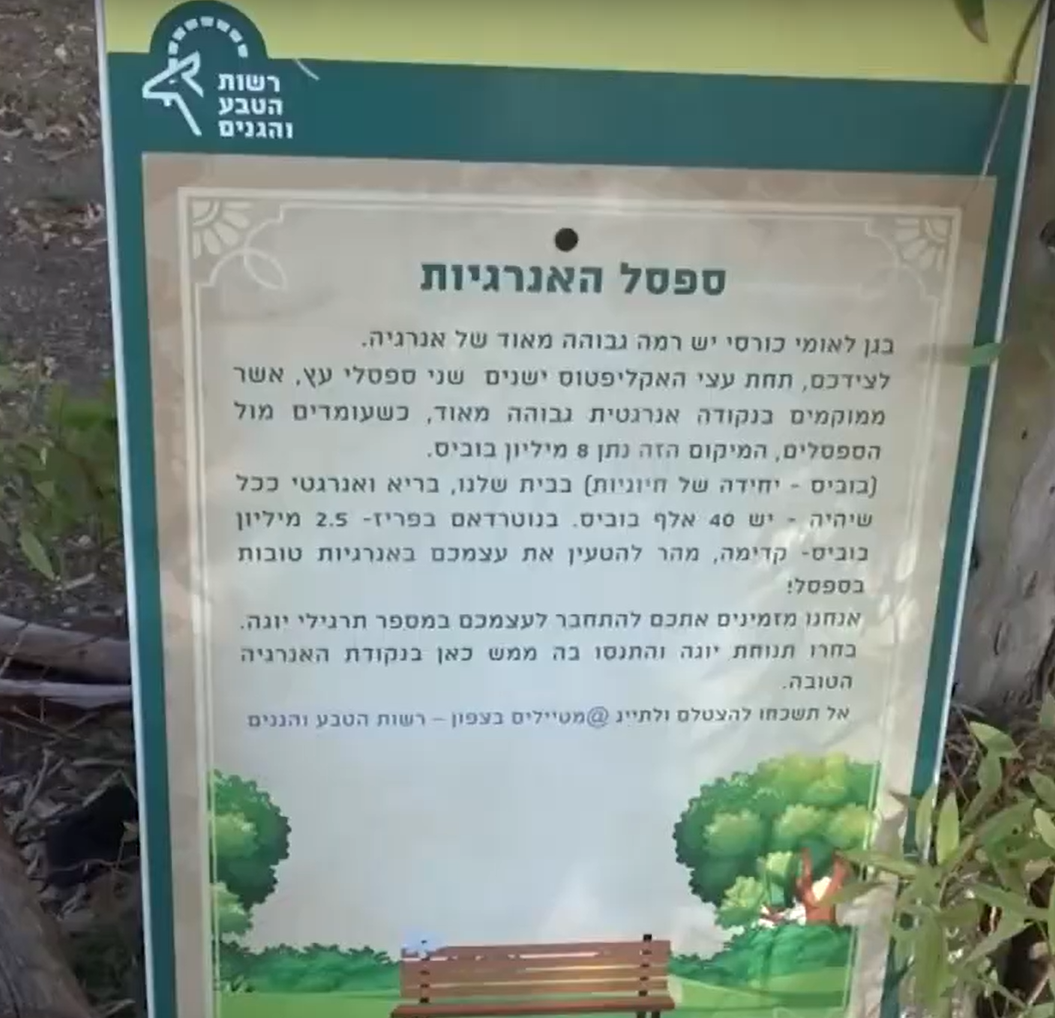 רשות
הטבע
והגנים
ספסל האנרגיות
בגן לאומי כורסי יש רמה גבוהה מאוד של אנרגיה.
לצידכם, תחת עצי האקליפטוס ישנים שני ספסלי עץ, אשר
ממוקמים בנקודה אנרגטית גבוהה מאוד, כשעומדים מול
הספסלים, המיקום הזה נתן 8 מיליון בוביס.
(בוביס - יחידה של חיוניות) בבית שלנו, בריא ואנרגטי ככל
שיהיה - יש 40 אלף בוביס. בנוטרדאם בפריז- 2.5 מיליון
בוביס- קדימה, מהר להטעין את עצמכם באנרגיות טובות
בספסל!
אנחנו מזמינים אתכם להתחבר לעצמכם במספר תרגילי יוגה.
בחרו תנוחת יוגה והתנסו בה ממש כאן בנקודת האנרגיה
הטובה.
אל תשכחו להצטלם ולתייג @מטיילים בצפון – רשות הטבע והגנים